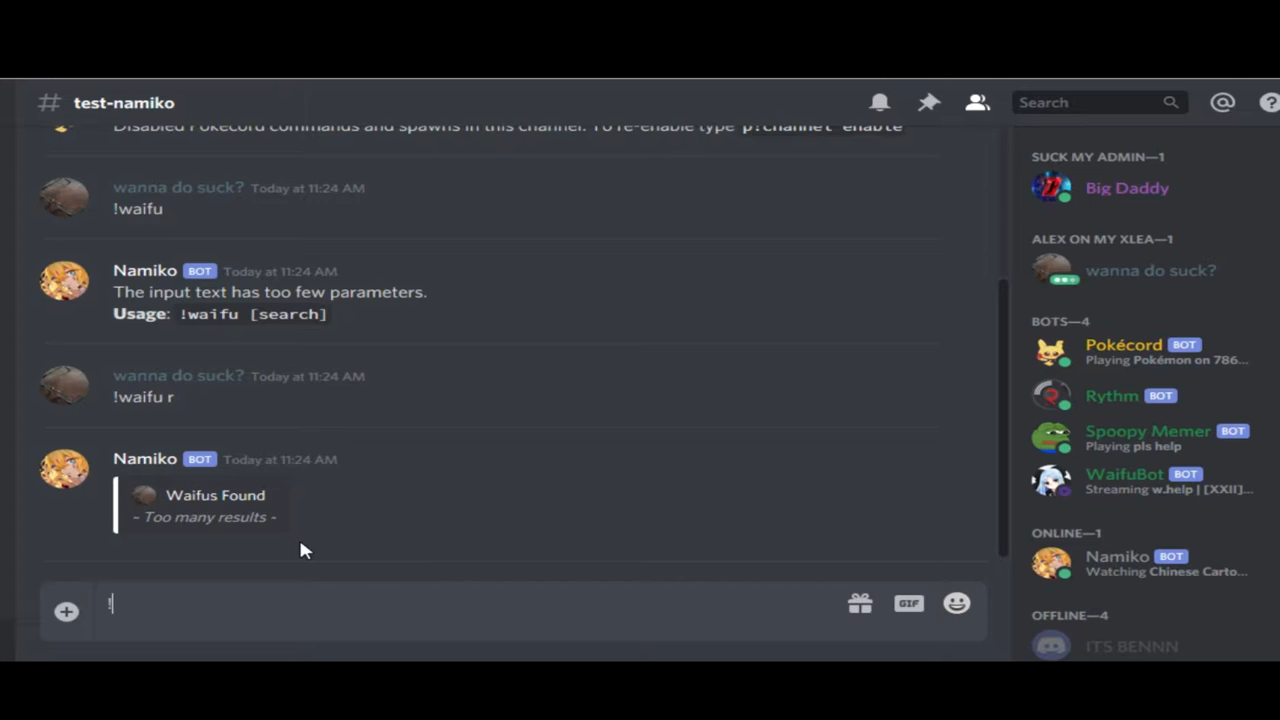 # test-namiko
Search
Disabled Pokécord commands and spawns in this channel. To re-enable type p!channel enable
wanna do suck? Today at 11:24 AM
!waifu
Namiko BOT Today at 11:24 AM
The input text has too few parameters.
Usage: !waifu [search]
wanna do suck? Today at 11:24 AM
!waifu r
Namiko BOT Today at 11:24 AM
Waifus Found
- Too many results -
!
GIF
SUCK MY ADMIN—1
Big Daddy
ALEX ON MY XLEA—1
wanna do suck?
BOTS—4
Pokécord BOT
Playing Pokémon on 786...
Rythm BOT
Spoopy Memer BOT
Playing pls help
WaifuBot BOT
Streaming w.help | [XXII]...
ONLINE—1
Namiko BOT
Watching Chinese Carto...
OFFLINE—4
ITS BENNN